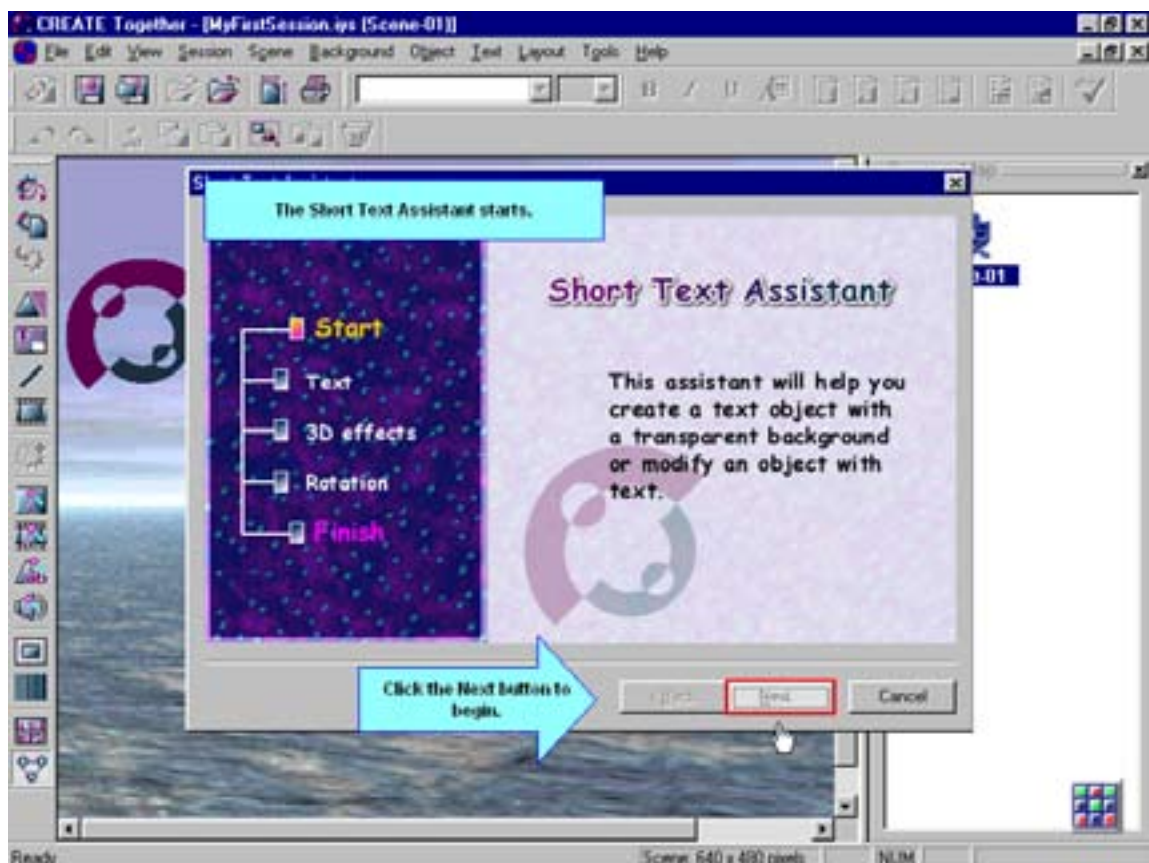 CREATE Together - [MyFirstSession.iys [Scene-01]]
File Edit View Session Scene Background Object Text Layout Tools Help
B I U
The Short Text Assistant starts.
-01
Short Text Assistant
Start
Text
3D effects
Rotation
Finish
This assistant will help you
create a text object with
a transparent background
or modify an object with
text.
Click the Next button to
begin.
Cancel
Ready
Scene: 640 x 480 pixels
NUM